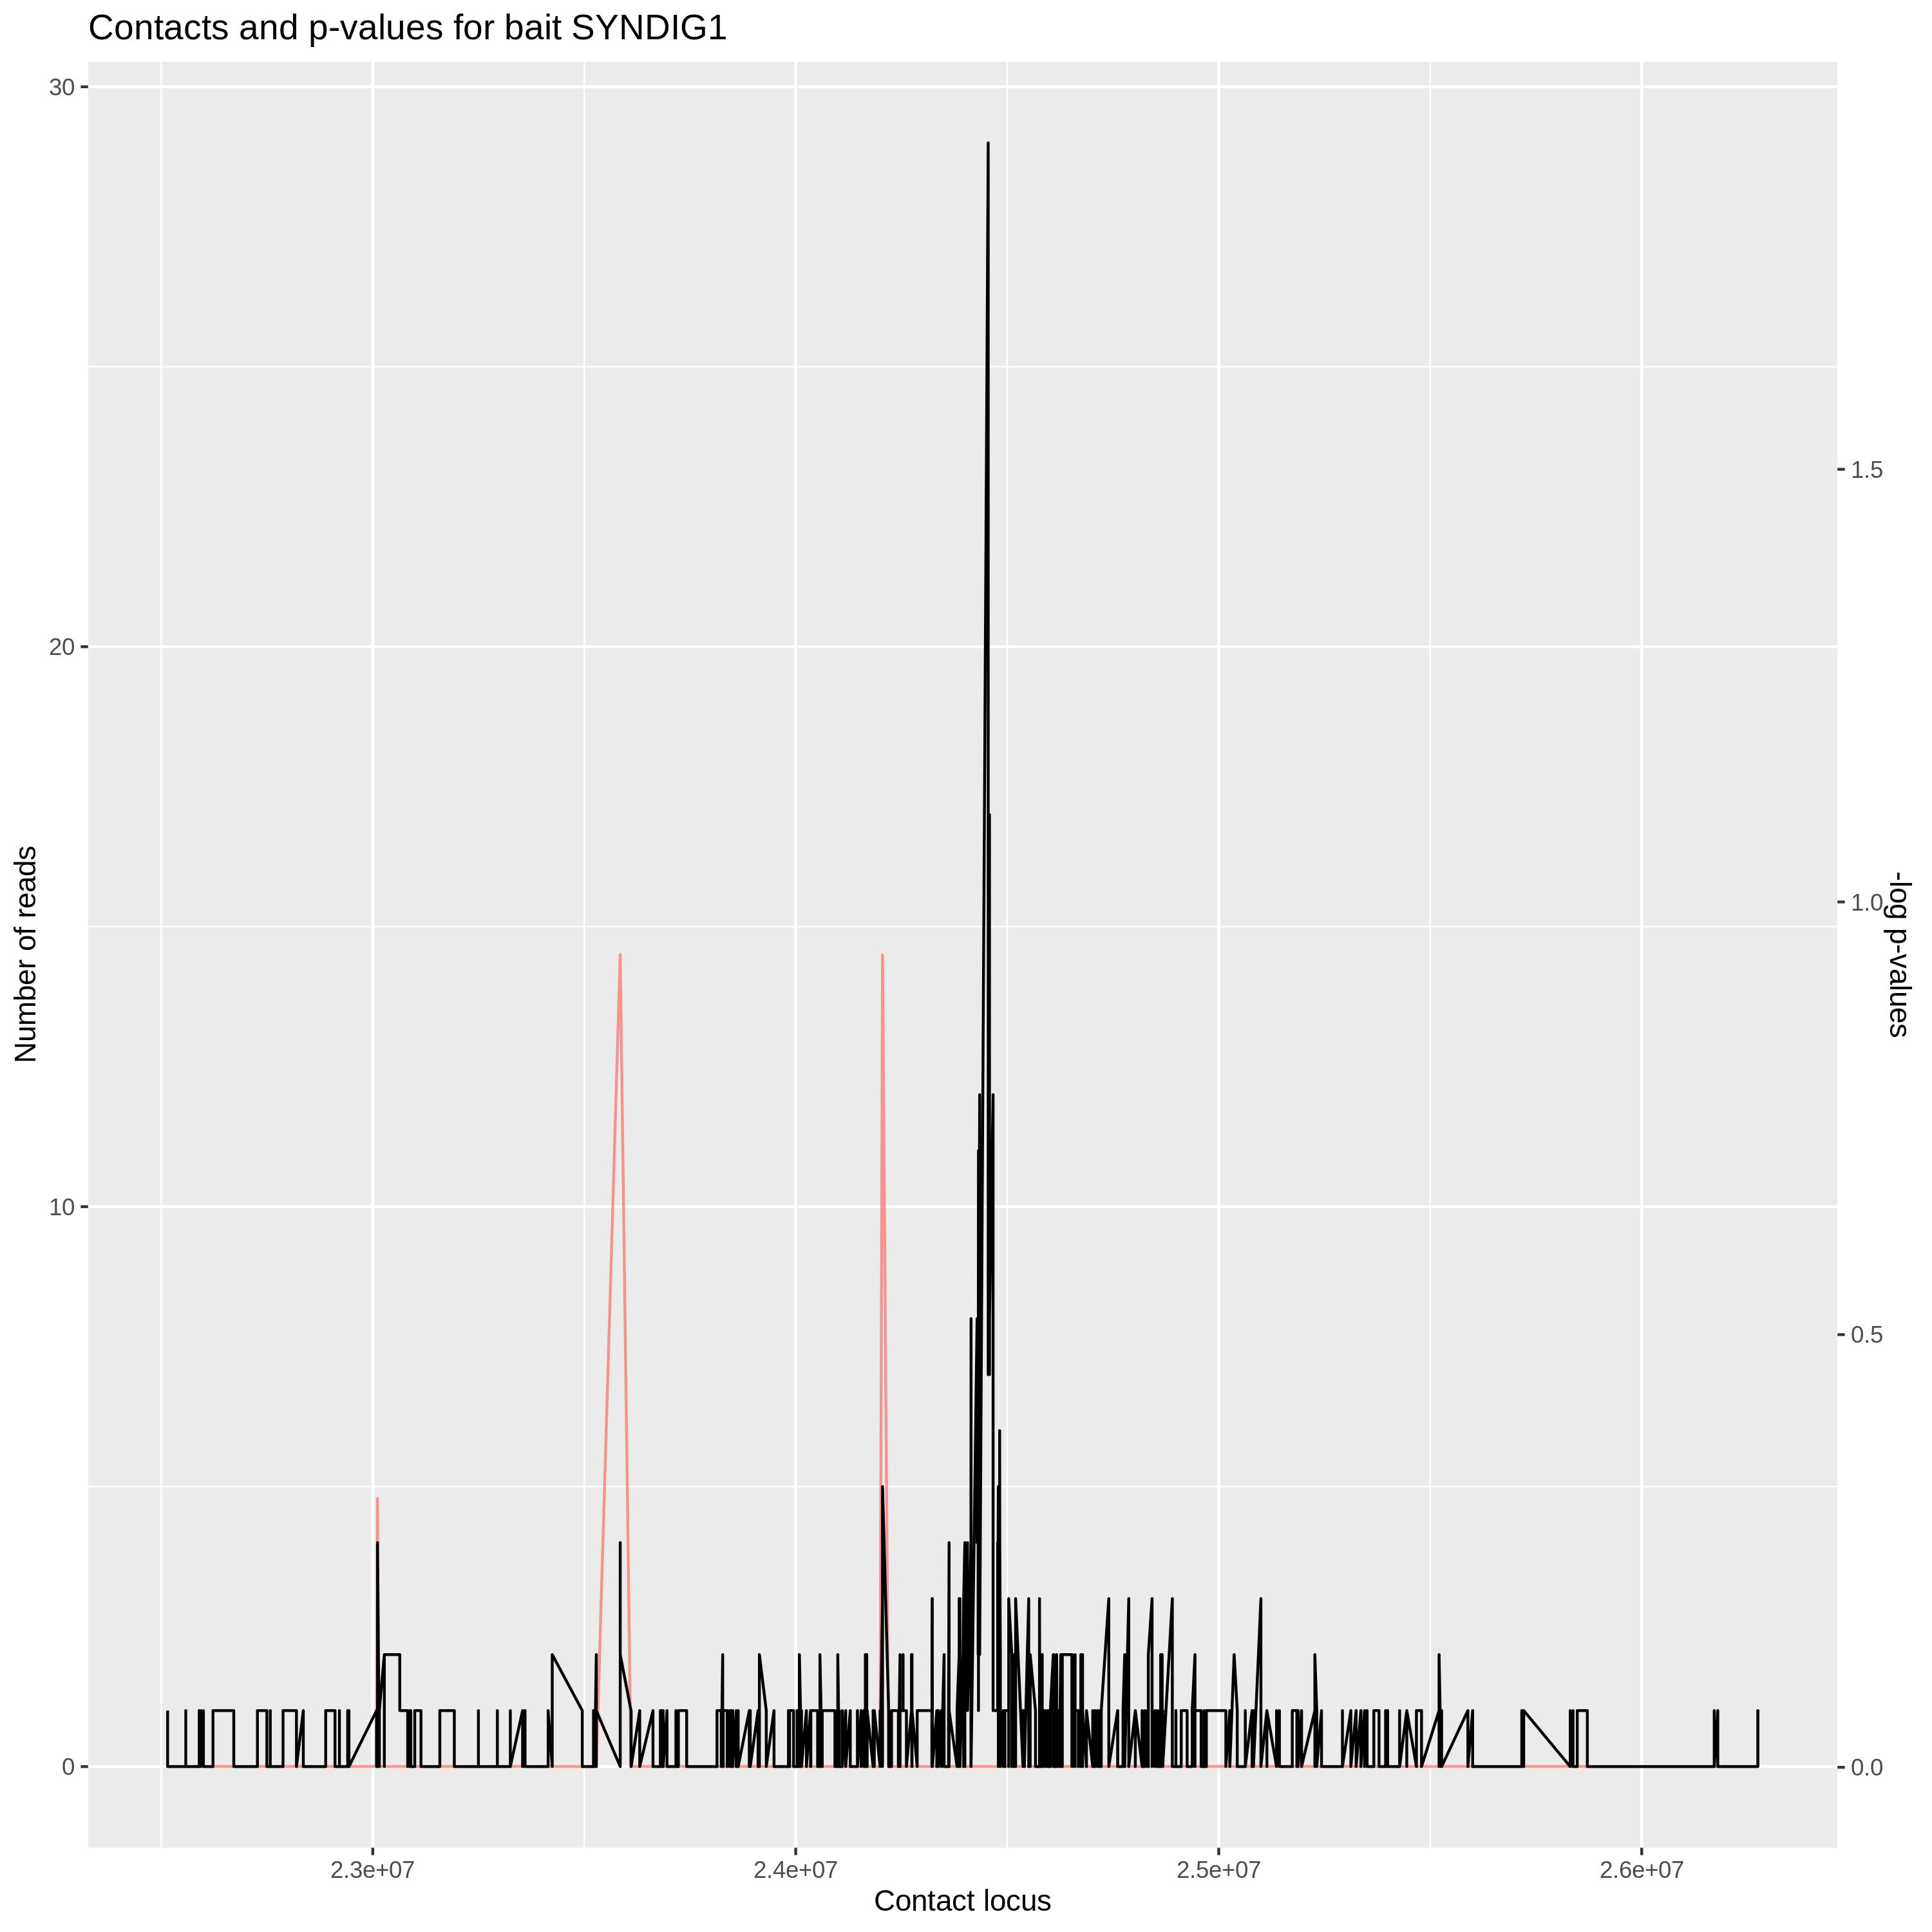 Contacts and p-values for bait SYNDIG1
30
20
10
0
Number of reads
1.5
1.0
0.5
0.0
-log p-values
2.3e+07
2.4e+07
2.5e+07
2.6e+07
Contact locus